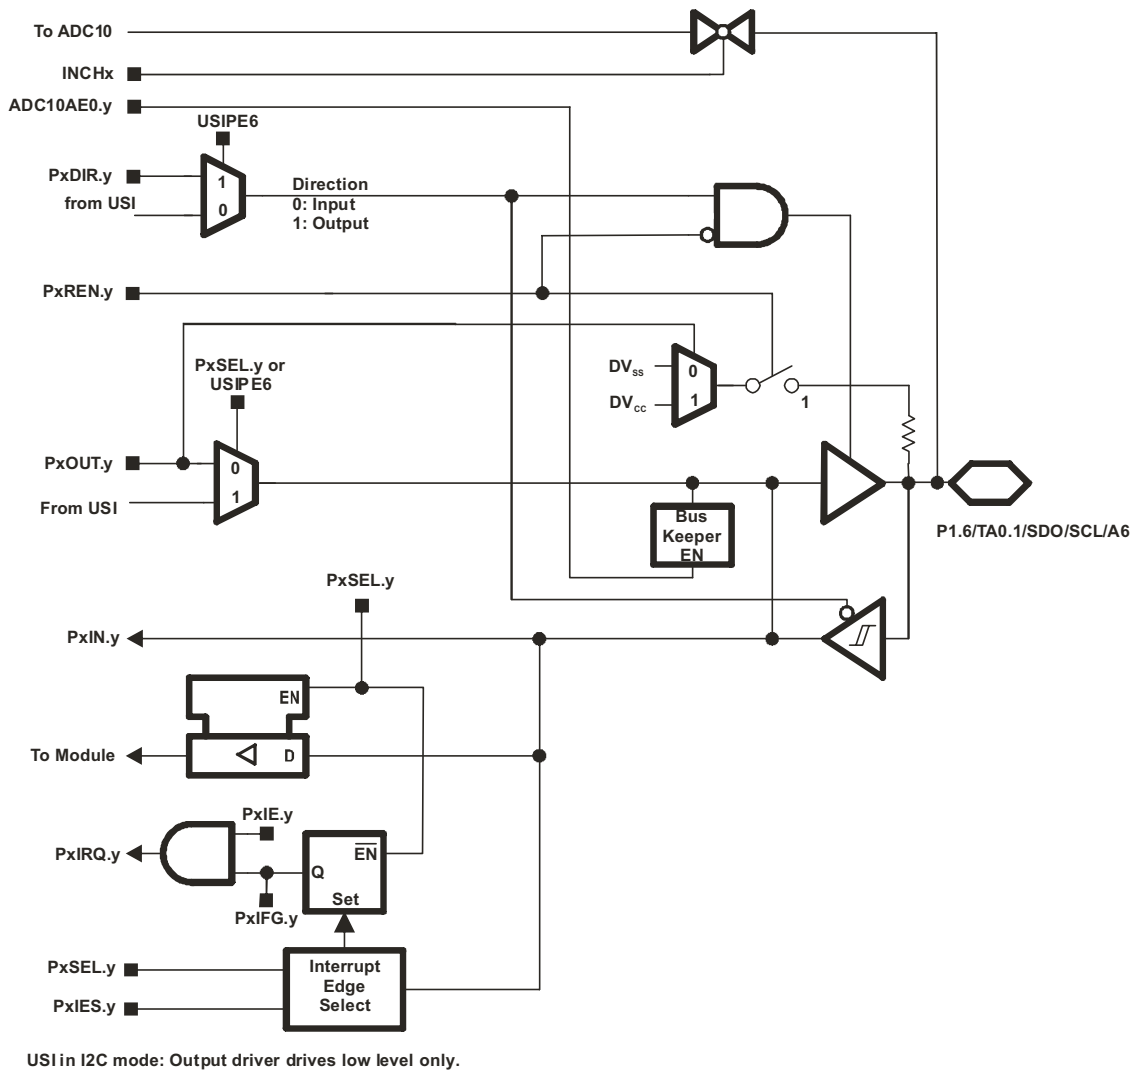 To ADC10
INCHx
ADC10AE0.y
USIPE6
PxDIR.y
from USI
1
0
Direction
0: Input
1: Output
PxREN.y
PxSEL.y or
USIPE6
DVSS
DVCC
0
1
1
PxOUT.y
From USI
0
1
Bus
Keeper
EN
P1.6/TA0.1/SDO/SCL/A6
PxSEL.y
PxIN.y
EN
To Module
D
PxIE.y
PxIRQ.y
EN
Q
Set
PxIFG.y
PxSEL.y
PxIES.y
Interrupt
Edge
Select
USI in I2C mode: Output driver drives low level only.